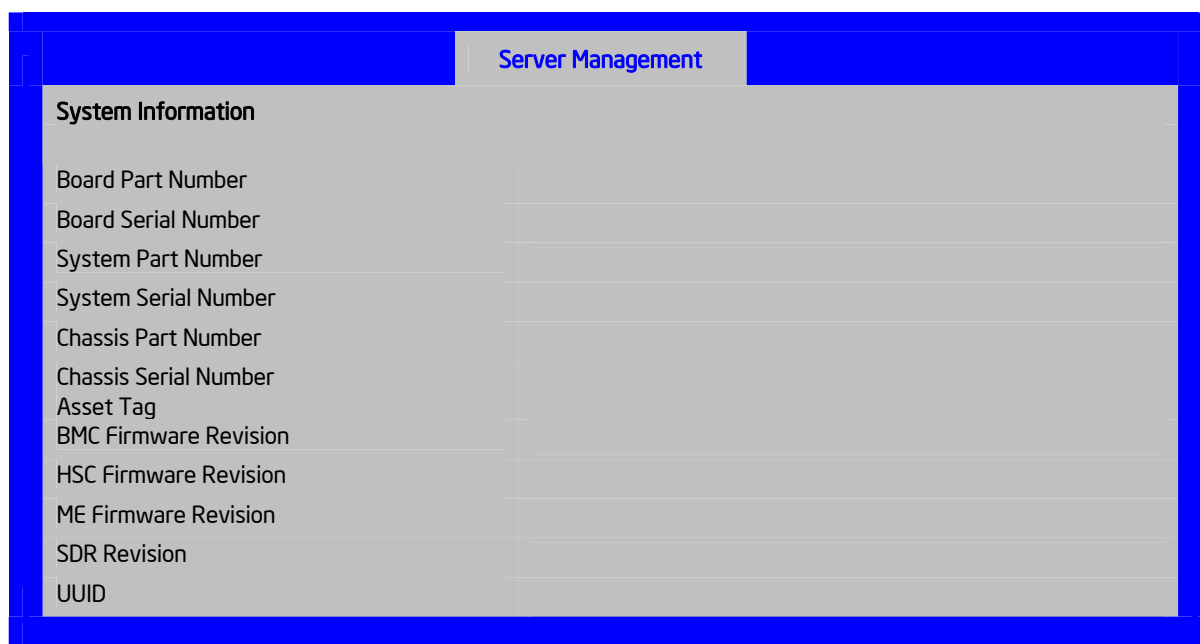 Server Management
System Information
Board Part Number
Board Serial Number
System Part Number
System Serial Number
Chassis Part Number
Chassis Serial Number
Asset Tag
BMC Firmware Revision
HSC Firmware Revision
ME Firmware Revision
SDR Revision
UUID